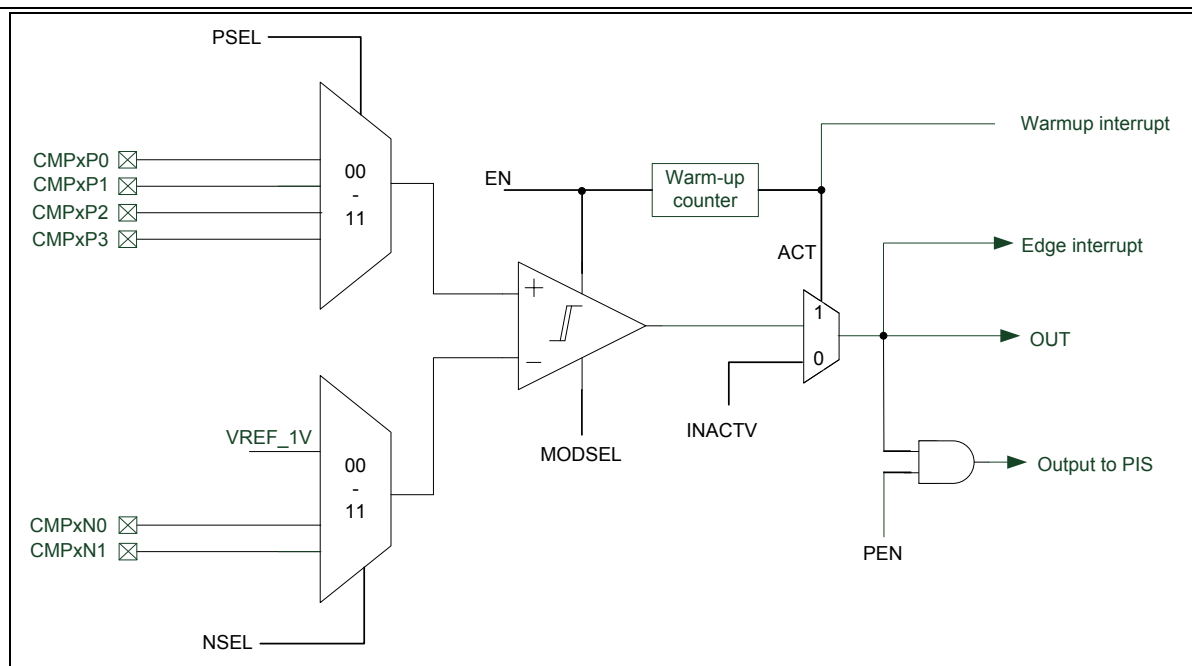 PSEL
CMPxP0
CMPxP1
CMPxP2
CMPxP3
00
-
11
EN
Warm-up
counter
Warmup interrupt
ACT
Edge interrupt
+
−
1
0
OUT
INACTV
MODSEL
VREF_1V
00
-
11
CMPxN0
CMPxN1
Output to PIS
PEN
NSEL